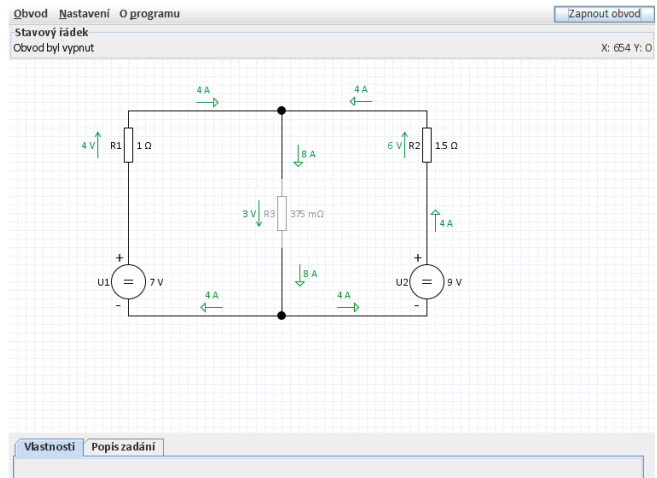 Obvod Nastavení O programu Zapnout obvod
Stavový řádek
Obvod byl vypnut X: 654 Y: 0
4 A 4 A
4 V R1 1 Ω 8 A 6 V R2 1.5 Ω
3 V R3 375 mΩ 4 A
+ +
U1 = 7 V 8 A U2 = 9 V
- 4 A 4 A -
Vlastnosti Popis zadání